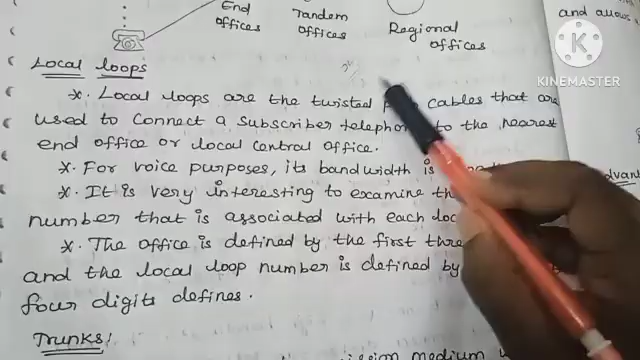 End Offices
Tandem Offices
Regional Offices
and allows
KINEMASTER
Local loops
*. Local loops are the twisted cables that are
used to connect a subscriber telephone to the nearest
end office or local central office.
*. For voice purposes, its bandwidth is
*. It is very interesting to examine the
number that is associated with each
*. The office is defined by the first
and the local loop number is defined by
four digits defines.
Trunks:
medium